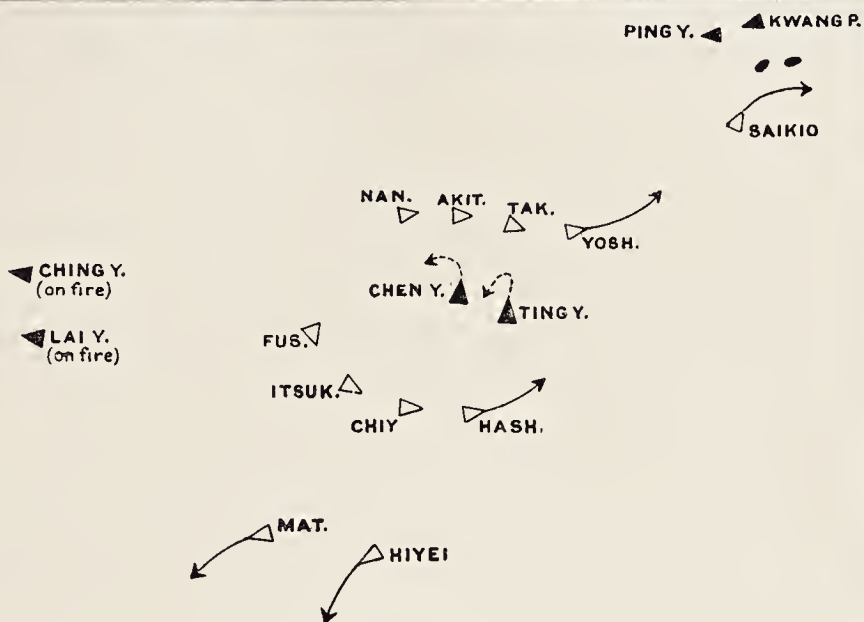 PING Y.
KWANG P.
SAIKIO
NAN.
AKIT.
TAK.
YOSH.
CHING Y.
(on fire)
CHEN Y.
TING Y.
LAI Y.
(on fire)
FUS.
ITSUK.
CHIY
HASH.
MAT.
HIYEI